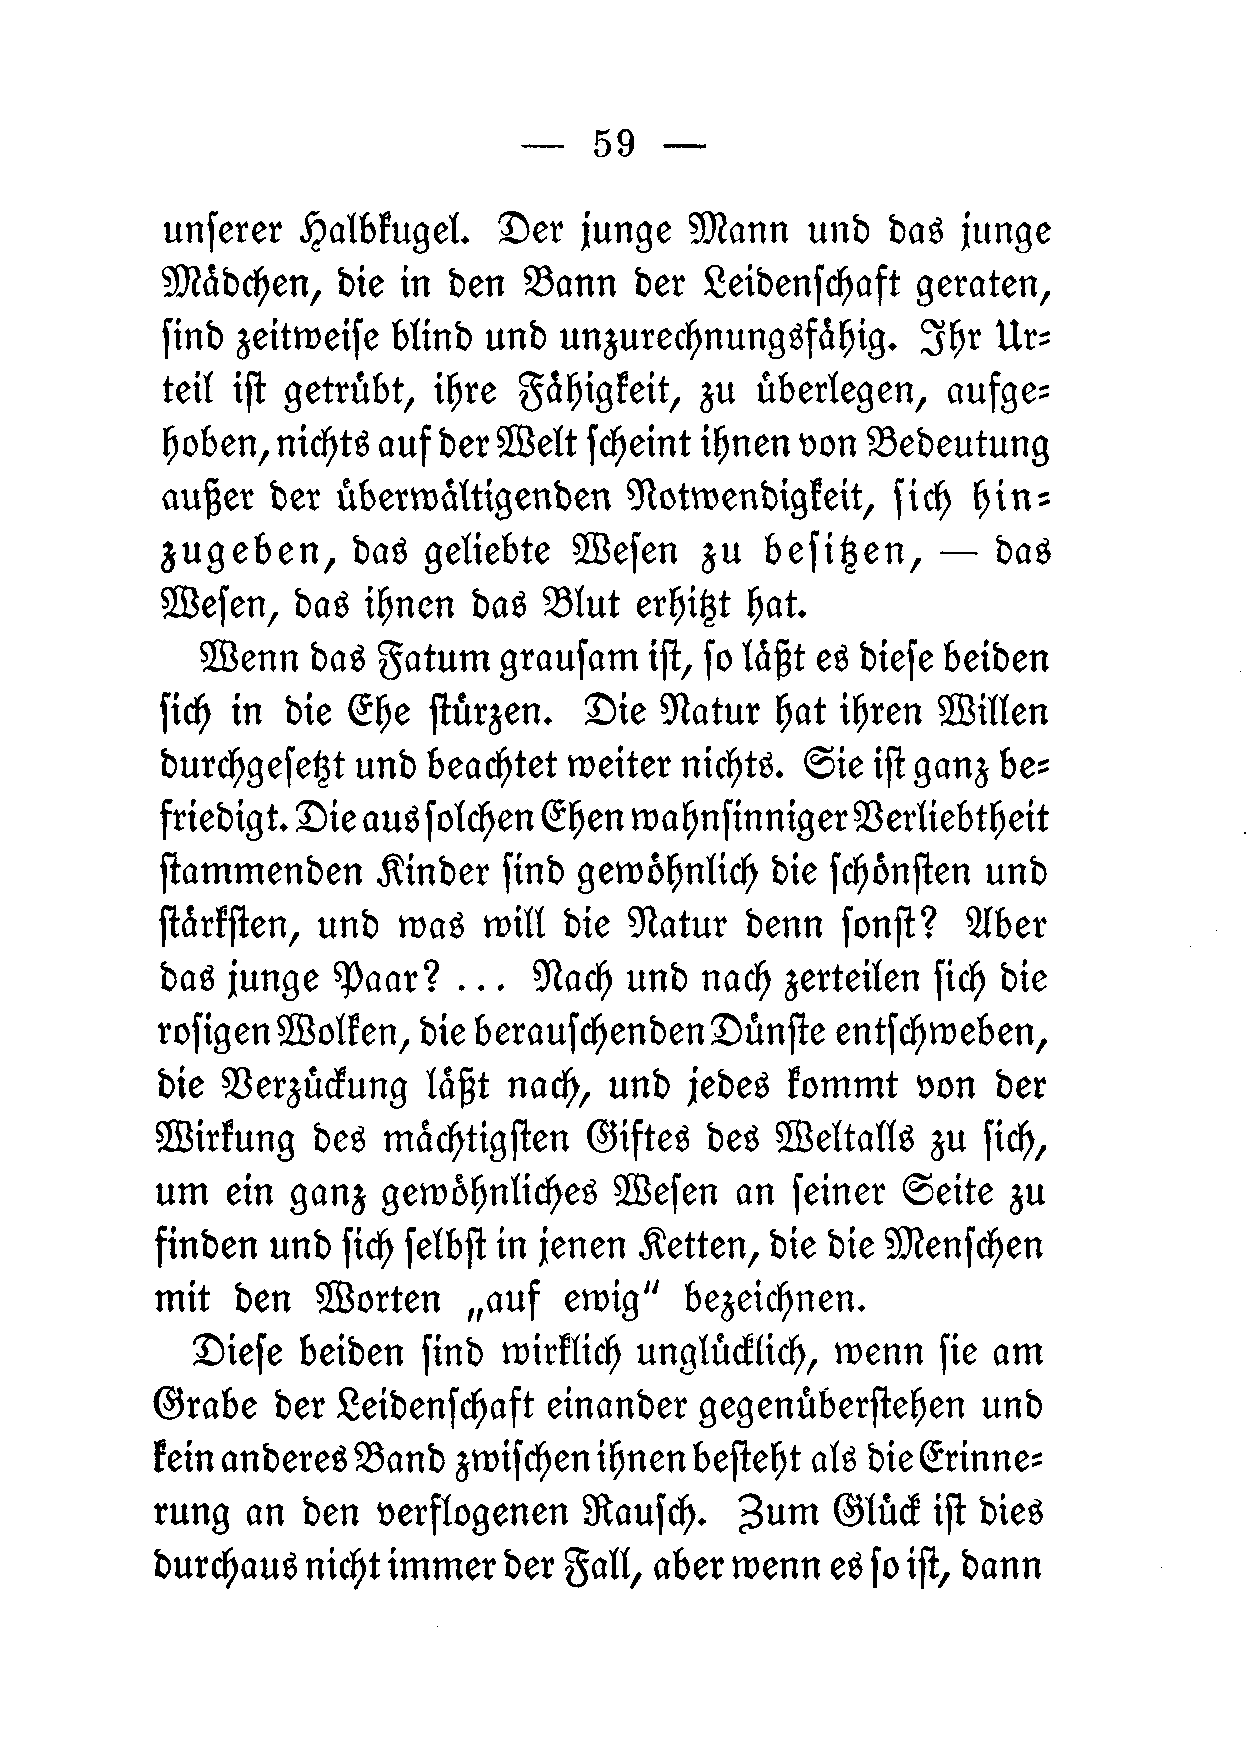 — 59 —
unſerer Halbkugel. Der junge Mann und das junge
Mädchen, die in den Bann der Leidenſchaft geraten,
ſind zeitweiſe blind und unzurechnungsfähig. Ihr Ur-
teil iſt getrübt, ihre Fähigkeit, zu überlegen, aufge-
hoben, nichts auf der Welt ſcheint ihnen von Bedeutung
außer der überwältigenden Notwendigkeit, ſich hin-
zugeben, das geliebte Weſen zu beſitzen, — das
Weſen, das ihnen das Blut erhitzt hat.
Wenn das Fatum grauſam iſt, ſo läßt es dieſe beiden
ſich in die Ehe ſtürzen. Die Natur hat ihren Willen
durchgeſetzt und beachtet weiter nichts. Sie iſt ganz be-
friedigt. Die aus ſolchen Ehen wahnſinniger Verliebtheit
ſtammenden Kinder ſind gewöhnlich die ſchönſten und
ſtärkſten, und was will die Natur denn ſonſt? Aber
das junge Paar? ... Nach und nach zerteilen ſich die
roſigen Wolken, die berauſchenden Dünſte entſchweben,
die Verzückung läßt nach, und jedes kommt von der
Wirkung des mächtigſten Giftes des Weltalls zu ſich,
um ein ganz gewöhnliches Weſen an ſeiner Seite zu
finden und ſich ſelbſt in jenen Ketten, die die Menſchen
mit den Worten „auf ewig" bezeichnen.
Dieſe beiden ſind wirklich unglücklich, wenn ſie am
Grabe der Leidenſchaft einander gegenüberſtehen und
kein anderes Band zwiſchen ihnen beſteht als die Erinne-
rung an den verflogenen Rauſch. Zum Glück iſt dies
durchaus nicht immer der Fall, aber wenn es ſo iſt, dann